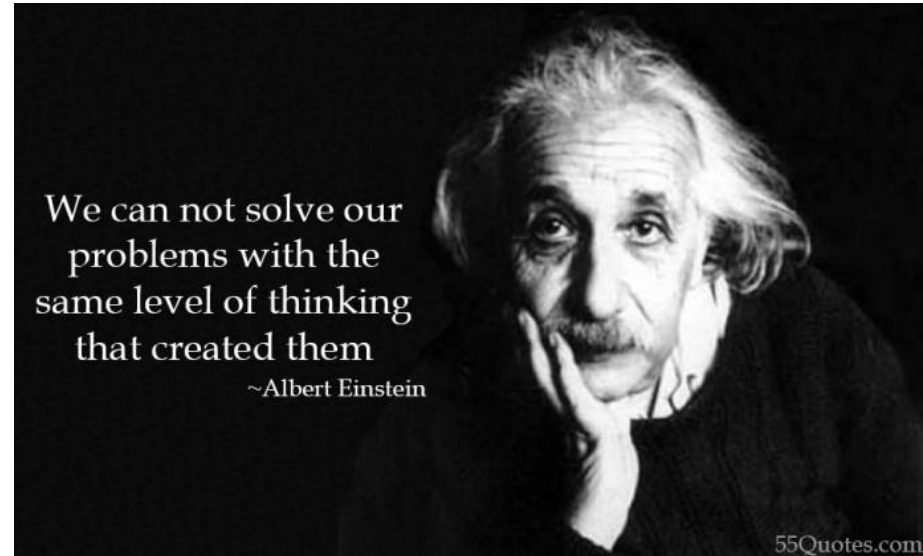 We can not solve our
problems with the
same level of thinking
that created them
~Albert Einstein
55Quotes.com